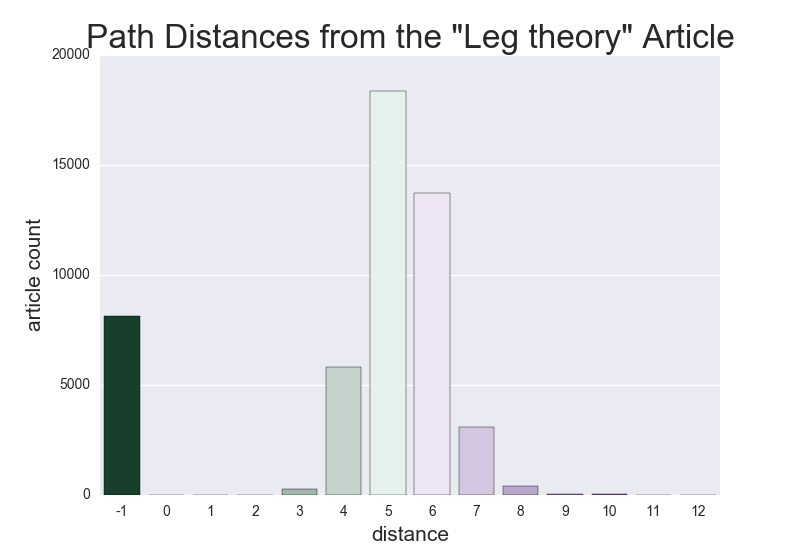 Path Distances from the "Leg theory" Article
20000
15000
10000
5000
0
article count
-1 0 1 2 3 4 5 6 7 8 9 10 11 12
distance